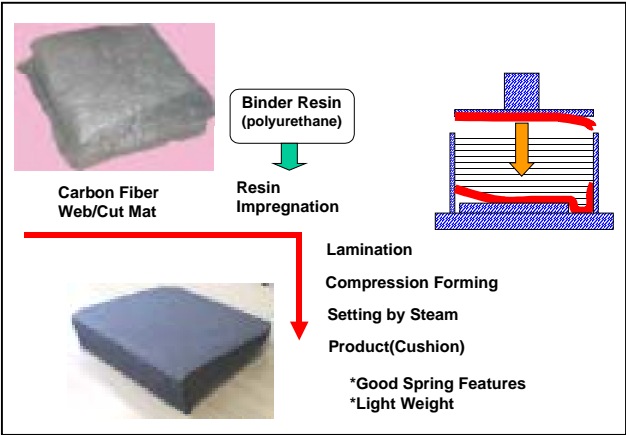 Binder Resin
(polyurethane)
Carbon Fiber
Web/Cut Mat
Resin
Impregnation
Lamination
Compression Forming
Setting by Steam
Product(Cushion)
*Good Spring Features
*Light Weight